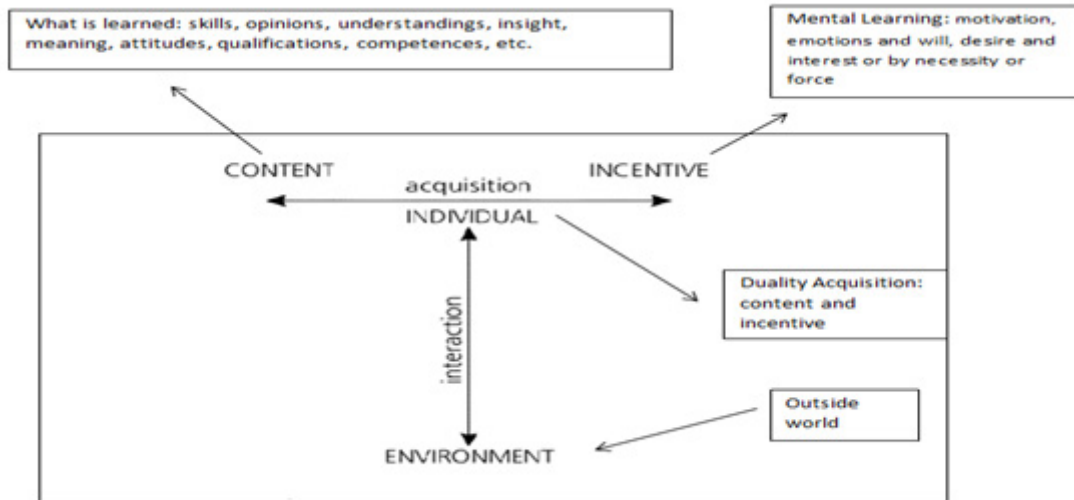 What is learned: skills, opinions, understandings, insight,
meaning, attitudes, qualifications, competences, etc.
Mental Learning: motivation,
emotions and will, desire and
interest or by necessity or
force
CONTENT
INCENTIVE
acquisition
INDIVIDUAL
Duality Acquisition:
content and
incentive
interaction
Outside
world
ENVIRONMENT